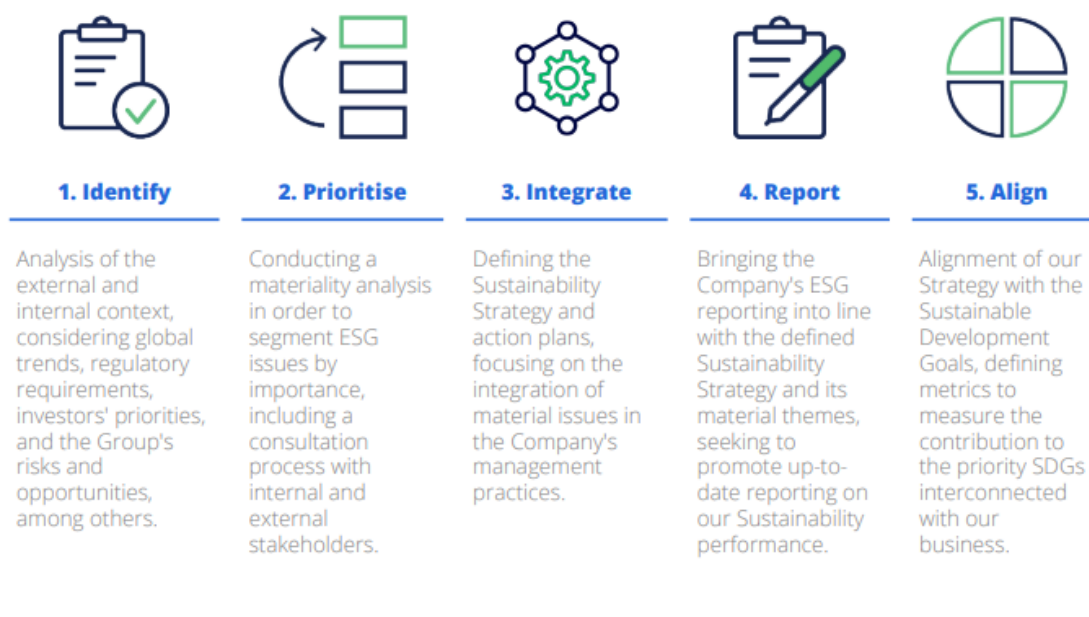 1. Identify
Analysis of the
external and
internal context,
considering global
trends, regulatory
requirements,
investors' priorities,
and the Group's
risks and
opportunities,
among others.
2. Prioritise
Conducting a
materiality analysis
in order to
segment ESG
issues by
importance,
including a
consultation
process with
internal and
external
stakeholders.
3. Integrate
Defining the
Sustainability
Strategy and
action plans,
focusing on the
integration of
material issues in
the Company's
management
practices.
4. Report
Bringing the
Company's ESG
reporting into line
with the defined
Sustainability
Strategy and its
material themes,
seeking to
promote up-to-
date reporting on
our Sustainability
performance.
5. Align
Alignment of our
Strategy with the
Sustainable
Development
Goals, defining
metrics to
measure the
contribution to
the priority SDGs
interconnected
with our
business.